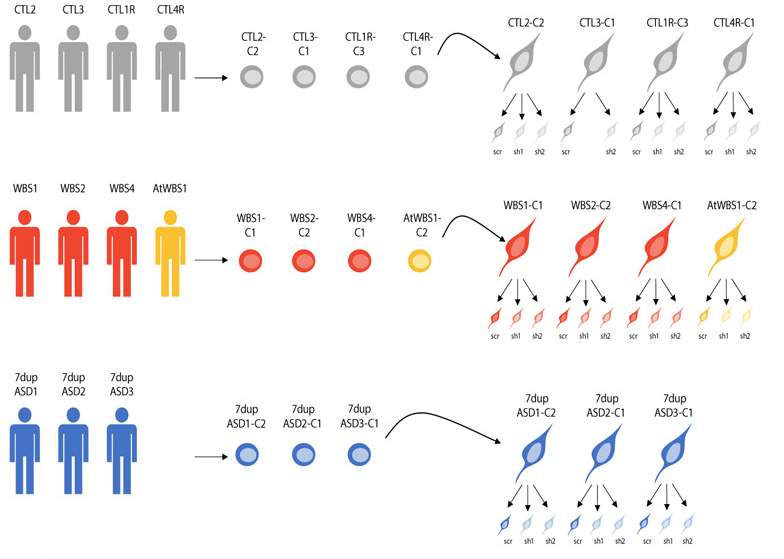 CTL2 CTL3 CTL1R CTL4R
CTL2- CTL3- CTL1R- CTL4R-
C2 C1 C3 C1
CTL2-C2 CTL3-C1 CTL1R-C3 CTL4R-C1
scr sh1 sh2 scr sh2 scr sh1 sh2 scr sh1 sh2
WBS1 WBS2 WBS4 AtWBS1
WBS1- WBS2- WBS4- AtWBS1-
C1 C2 C1 C2
WBS1-C1 WBS2-C2 WBS4-C1 AtWBS1-C2
scr sh1 sh2 scr sh1 sh2 scr sh1 sh2 scr sh1 sh2
7dup 7dup 7dup
ASD1 ASD2 ASD3
7dup 7dup 7dup
ASD1-C2 ASD2-C1 ASD3-C1
7dup 7dup 7dup
ASD1-C2 ASD2-C1 ASD3-C1
scr sh1 sh2 scr sh1 sh2 scr sh1 sh2